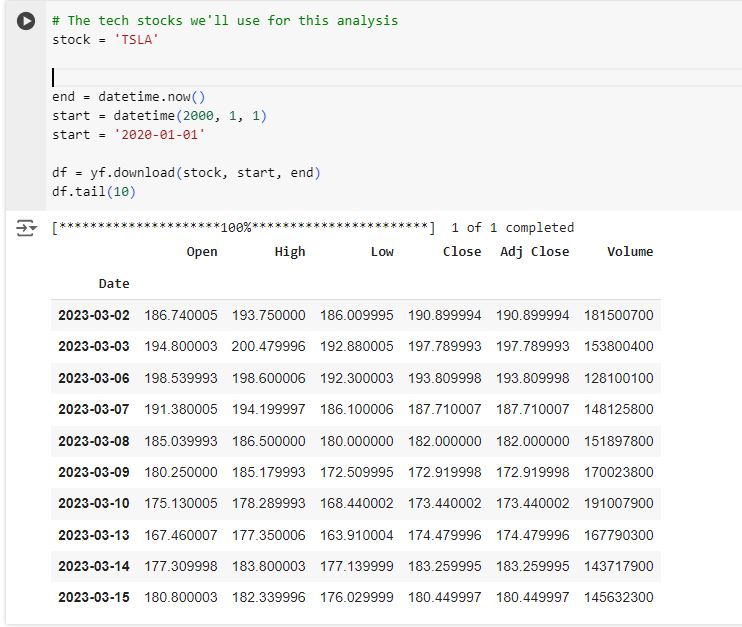 # The tech stocks we'll use for this analysis
stock = 'TSLA'
end = datetime.now()
start = datetime(2000, 1, 1)
start = '2020-01-01'
df = yf.download(stock, start, end)
df.tail(10)
[*********************100%***********************]  1 of 1 completed
Open High Low Close Adj Close Volume
Date
2023-03-02 186.740005 193.750000 186.009995 190.899994 190.899994 181500700
2023-03-03 194.800003 200.479996 192.880005 197.789993 197.789993 153800400
2023-03-06 198.539993 198.600006 192.300003 193.809998 193.809998 128100100
2023-03-07 191.380005 194.199997 186.100006 187.710007 187.710007 148125800
2023-03-08 185.039993 186.500000 180.000000 182.000000 182.000000 151897800
2023-03-09 180.250000 185.179993 172.509995 172.919998 172.919998 170023800
2023-03-10 175.130005 178.289993 168.440002 173.440002 173.440002 191007900
2023-03-13 167.460007 177.350006 163.910004 174.479996 174.479996 167790300
2023-03-14 177.309998 183.800003 177.139999 183.259995 183.259995 143717900
2023-03-15 180.800003 182.339996 176.029999 180.449997 180.449997 145632300